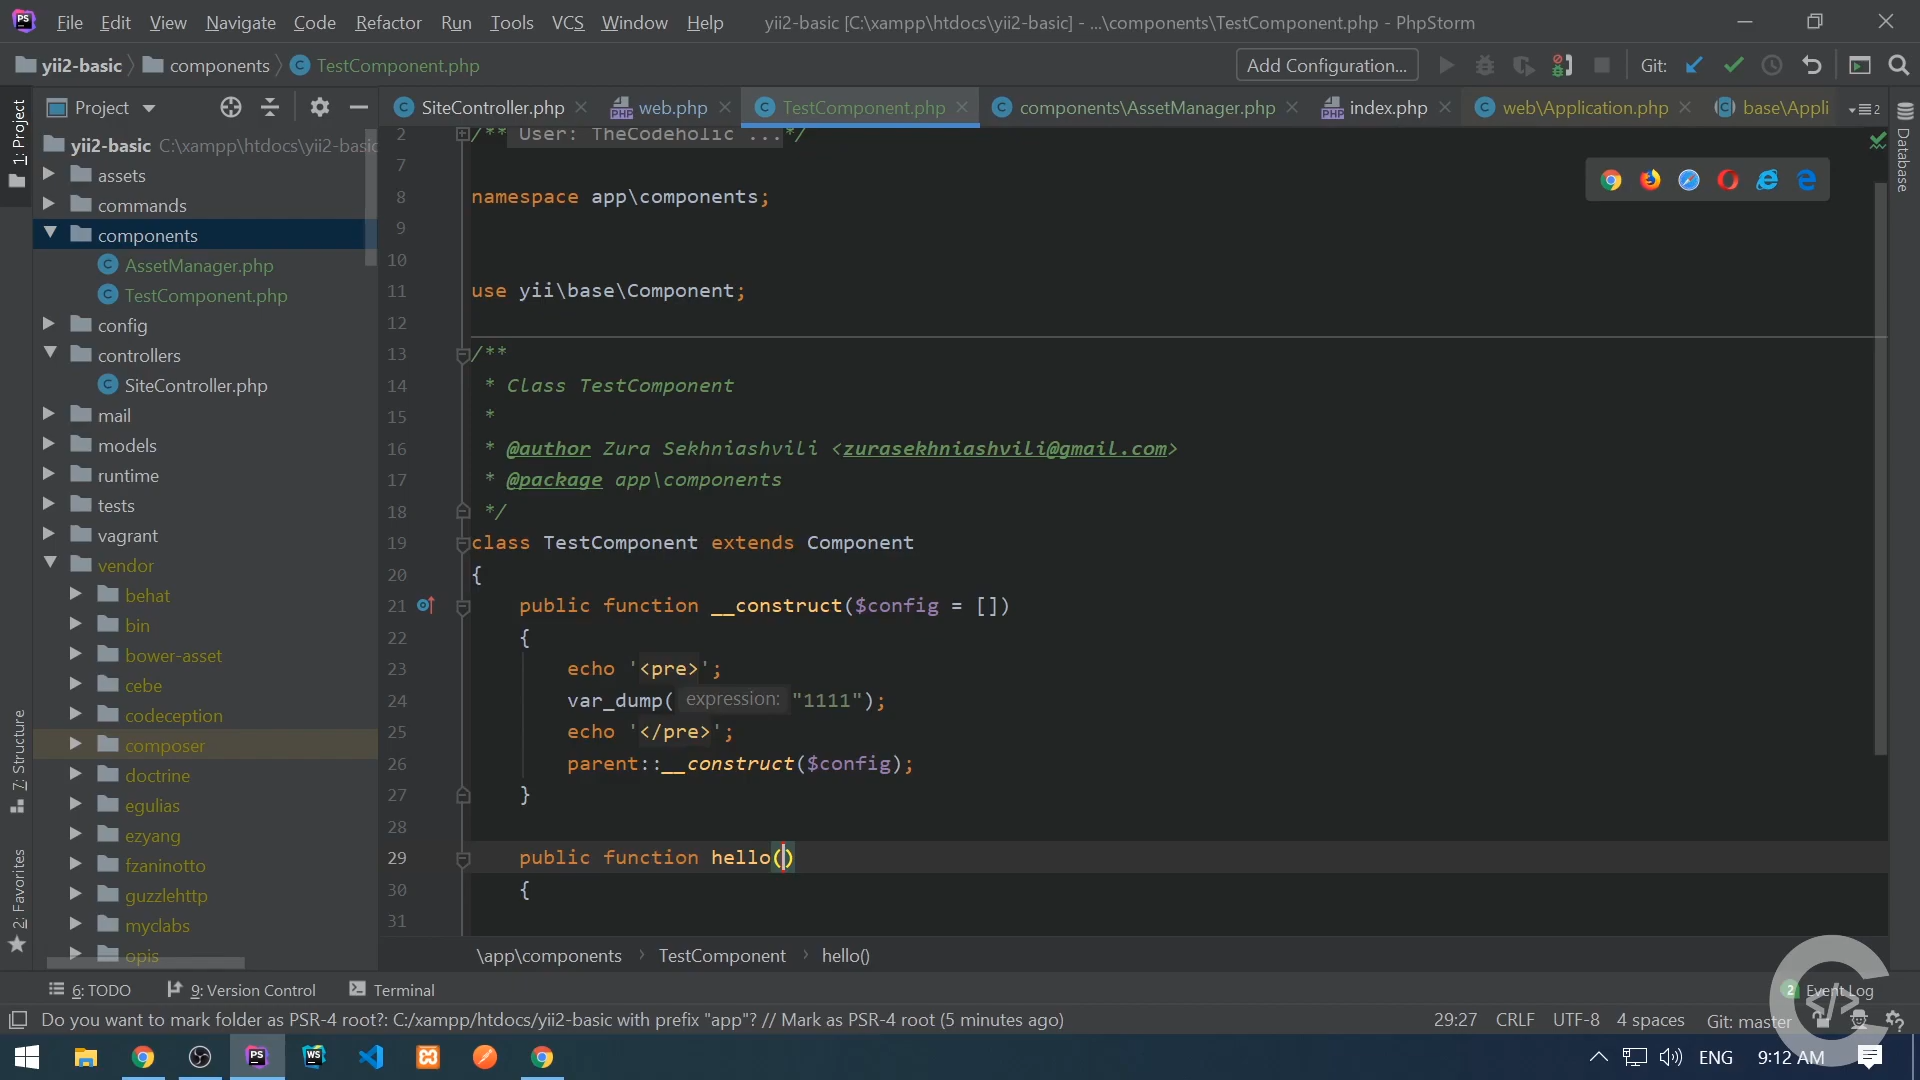 PS File Edit View Navigate Code Refactor Run Tools VCS Window Help yii2-basic [C:\xampp\htdocs\yii2-basic] - ...\components\TestComponent.php - PhpStorm
yii2-basic components TestComponent.php Add Configuration... Git:
Project SiteController.php web.php TestComponent.php components\AssetManager.php index.php web\Application.php base\Appli 2
1: Project
7: Structure
2: Favorites
Database
yii2-basic C:\xampp\htdocs\yii2-basic
assets
commands
components
AssetManager.php
TestComponent.php
config
controllers
SiteController.php
mail
models
runtime
tests
vagrant
vendor
behat
bin
bower-asset
cebe
codeception
composer
doctrine
egulias
ezyang
fzaninotto
guzzlehttp
myclabs
opis
2 /** User: TheCodeholic ...*/
7
8 namespace app\components;
9
10
11 use yii\base\Component;
12
13 /**
14 * Class TestComponent
15 *
16 * @author Zura Sekhniashvili <zurasekhniashvili@gmail.com>
17 * @package app\components
18 */
19 class TestComponent extends Component
20 {
21 public function __construct($config = [])
22 {
23 echo '<pre>';
24 var_dump( expression: "1111");
25 echo '</pre>';
26 parent::__construct($config);
27 }
28
29 public function hello()
30 {
31
\app\components › TestComponent › hello()
6: TODO 9: Version Control Terminal 2 Event Log
Do you want to mark folder as PSR-4 root?: C:/xampp/htdocs/yii2-basic with prefix "app"? // Mark as PSR-4 root (5 minutes ago) 29:27 CRLF UTF-8 4 spaces Git: master
ENG 9:12 AM